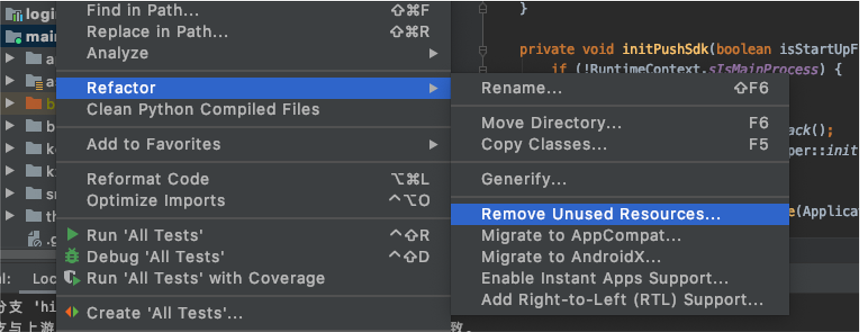 login
Find in Path... ⇧⌘F
}
main
Replace in Path... ⇧⌘R
Analyze
private void initPushSdk(boolean isStartUpF
if (!RuntimeContext.sIsMainProcess) {
Refactor
Rename... ⇧F6
Clean Python Compiled Files
Move Directory... F6
ack();
Add to Favorites
Copy Classes... F5
per::init
Reformat Code ⌥⌘L
Generify...
Optimize Imports ^⌥O
Remove Unused Resources...
e(Applica
Run 'All Tests' ^⇧R
Migrate to AppCompat...
Debug 'All Tests' ^⇧D
Migrate to AndroidX...
Run 'All Tests' with Coverage
Enable Instant Apps Support...
Add Right-to-Left (RTL) Support...
Create 'All Tests'...
分支 'hi
支与上游
致。